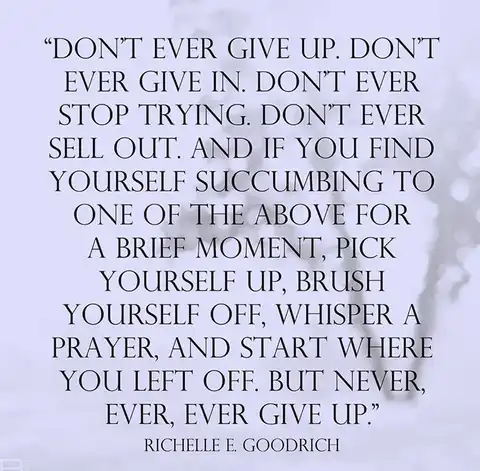 “DON’T EVER GIVE UP. DON’T
EVER GIVE IN. DON’T EVER
STOP TRYING. DON’T EVER
SELL OUT. AND IF YOU FIND
YOURSELF SUCCUMBING TO
ONE OF THE ABOVE FOR
A BRIEF MOMENT, PICK
YOURSELF UP, BRUSH
YOURSELF OFF, WHISPER A
PRAYER, AND START WHERE
YOU LEFT OFF. BUT NEVER,
EVER, EVER GIVE UP.”
RICHELLE E. GOODRICH